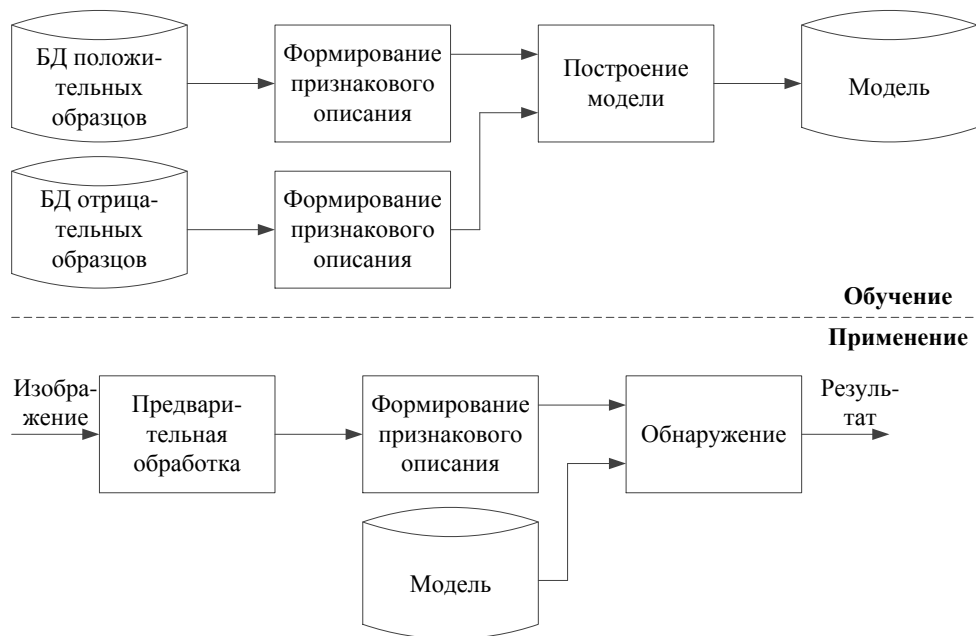 БД положи-
тельных
образцов
Формирование
признакового
описания
Построение
модели
Модель
БД отрица-
тельных
образцов
Формирование
признакового
описания
Обучение
Применение
Изобра-
жение
Предвари-
тельная
обработка
Формирование
признакового
описания
Обнаружение
Резуль-
тат
Модель